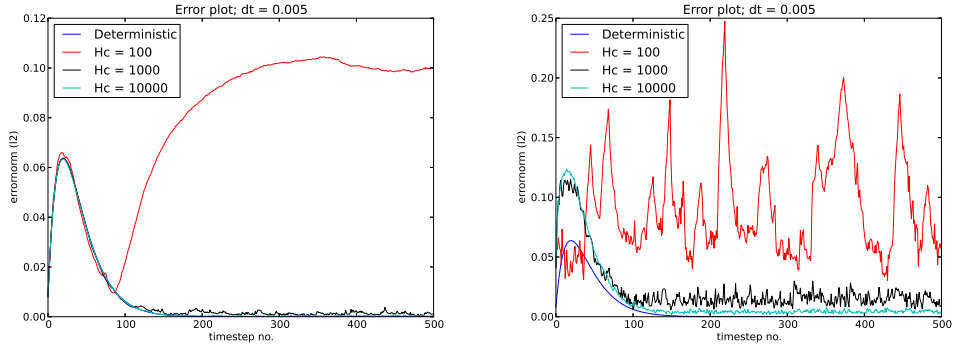 Error plot; dt = 0.005
0.12
0.10
0.08
0.06
0.04
0.02
0.00
errornorm (l2)
Deterministic
Hc = 100
Hc = 1000
Hc = 10000
0 100 200 300 400 500
timestep no.
Error plot; dt = 0.005
0.25
0.20
0.15
0.10
0.05
0.00
errornorm (l2)
Deterministic
Hc = 100
Hc = 1000
Hc = 10000
0 100 200 300 400 500
timestep no.